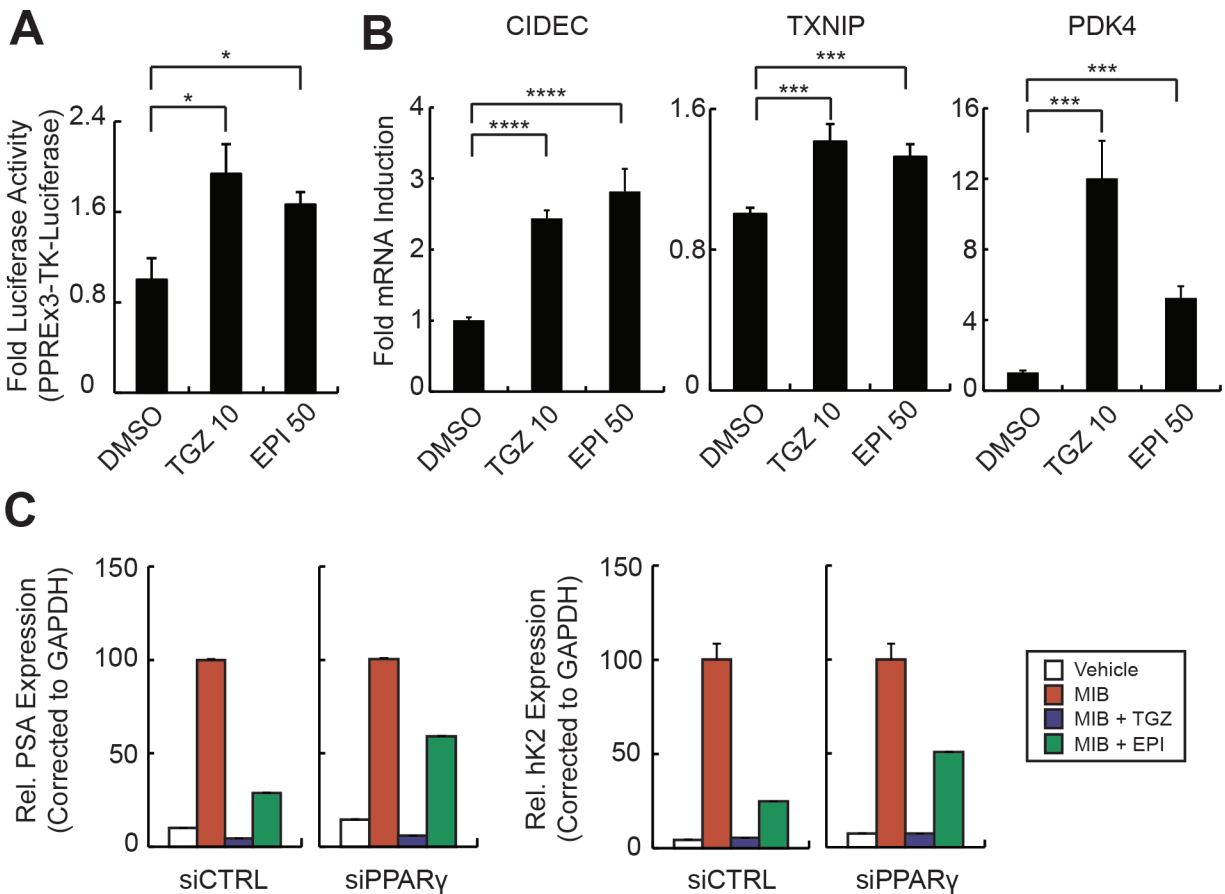 A
Fold Luciferase Activity
(PPREx3-TK-Luciferase)
2.4
1.6
0.8
0
*
*
DMSO
TGZ 10
EPI 50
B
Fold mRNA Induction
CIDEC
4
3
2
1
0
****
****
DMSO
TGZ 10
EPI 50
TXNIP
1.6
0.8
0
***
***
DMSO
TGZ 10
EPI 50
PDK4
16
12
8
4
0
***
***
DMSO
TGZ 10
EPI 50
C
Rel. PSA Expression
(Corrected to GAPDH)
150
100
50
0
siCTRL
siPPARγ
Rel. hK2 Expression
(Corrected to GAPDH)
150
100
50
0
siCTRL
siPPARγ
Vehicle
MIB
MIB + TGZ
MIB + EPI